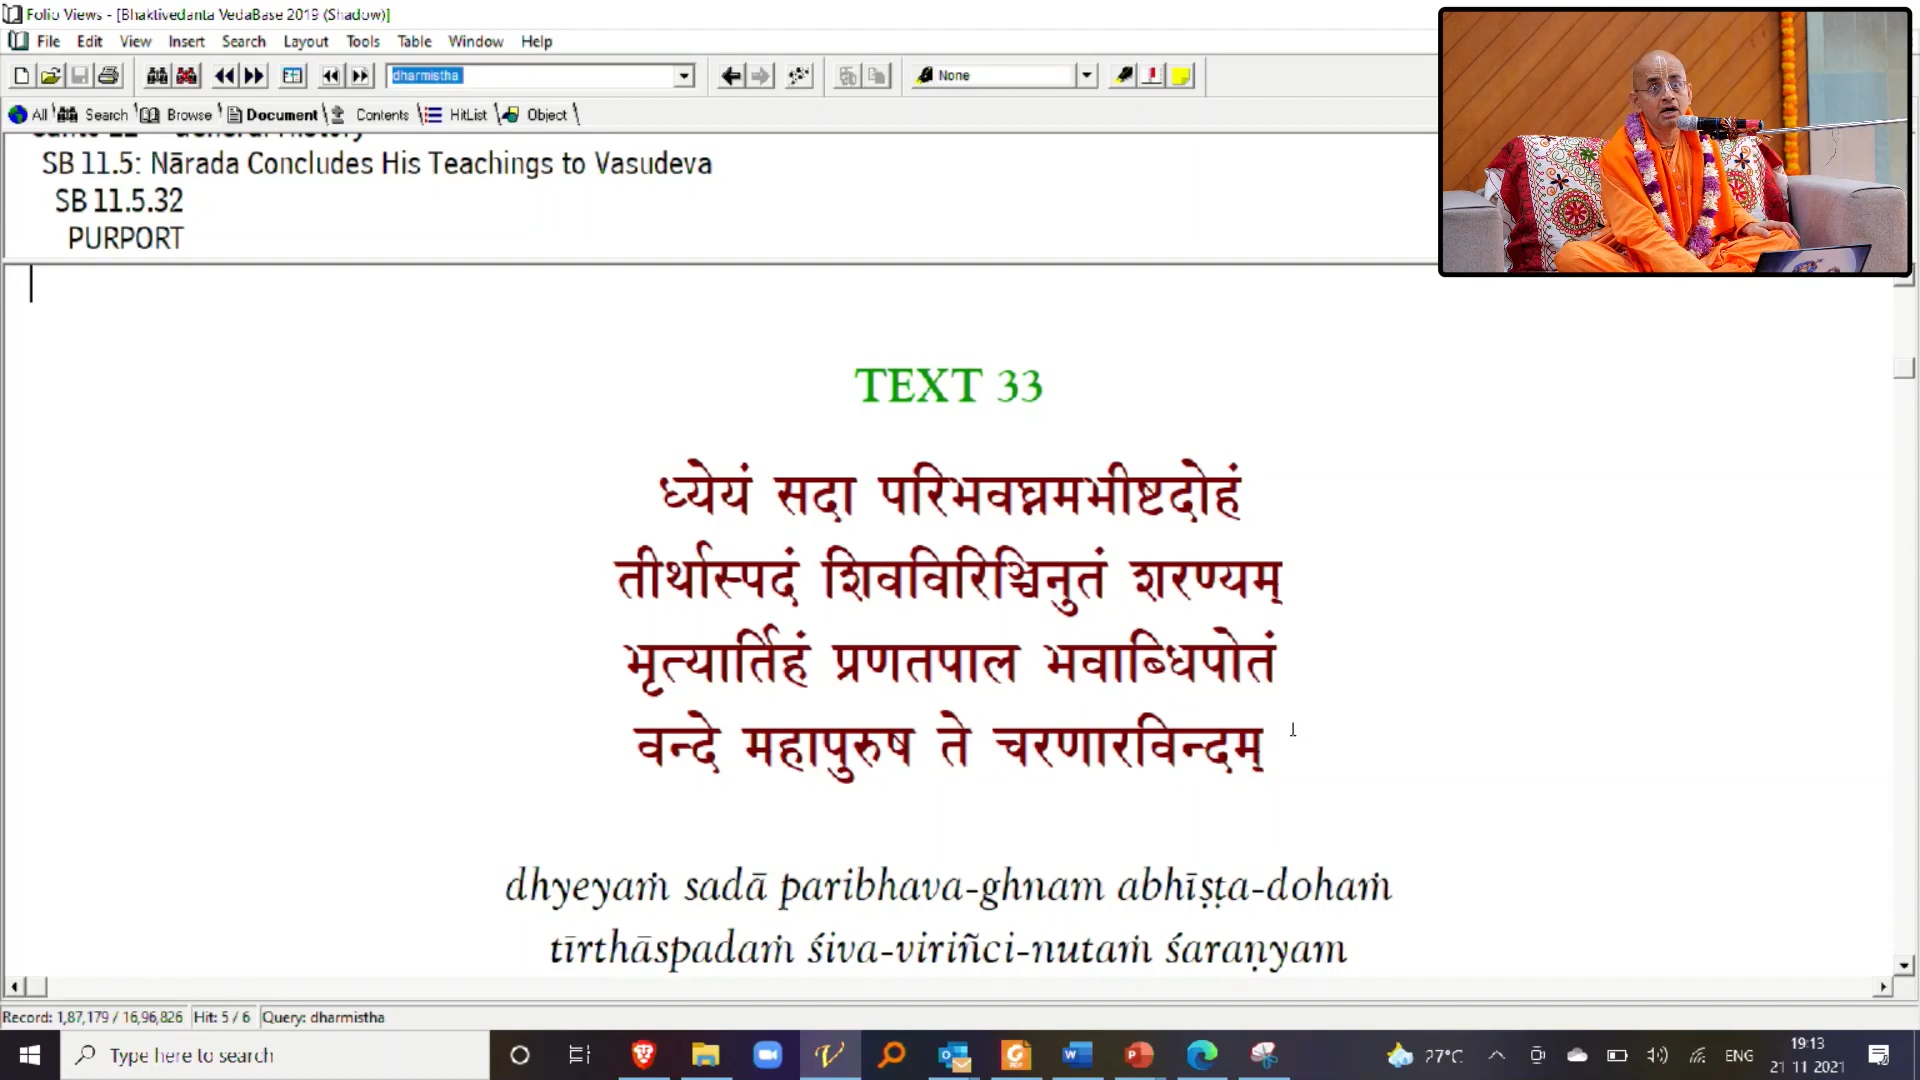 Folio Views - [Bhaktivedanta VedaBase 2019 (Shadow)]
File Edit View Insert Search Layout Tools Table Window Help
dharmistha
None
All Search Browse Document Contents HitList Object
SB 11.5: Nārada Concludes His Teachings to Vasudeva
SB 11.5.32
PURPORT
TEXT 33
ध्येयं सदा परिभवघ्नमभीष्टदोहं
तीर्थास्पदं शिवविरिञ्चिनुतं शरण्यम्
भृत्यार्तिहं प्रणतपाल भवाब्धिपोतं
वन्दे महापुरुष ते चरणारविन्दम्
dhyeyaṁ sadā paribhava-ghnam abhīṣṭa-dohaṁ
tīrthāspadaṁ śiva-viriñci-nutaṁ śaraṇyam
Record: 1,87,179 / 16,96,826 Hit: 5 / 6 Query: dharmistha
Type here to search
27°C
ENG
19:13
21-11-2021